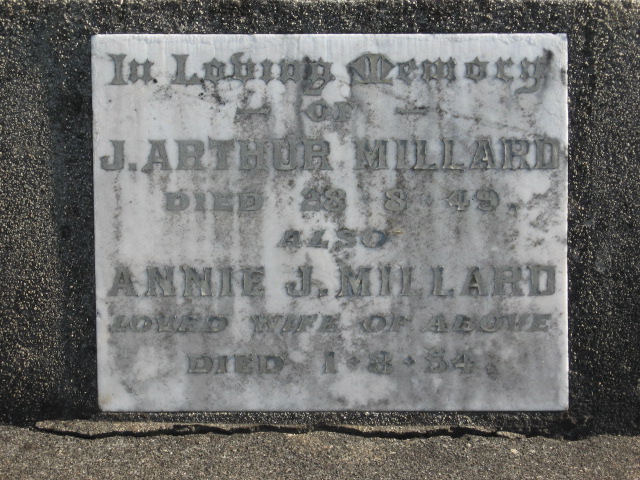 In Loving Memory
— OF —
J. ARTHUR MILLARD
DIED 28 · 8 · 49.
ALSO
ANNIE J. MILLARD
LOVED WIFE OF ABOVE
DIED 1 · 8 · 54.